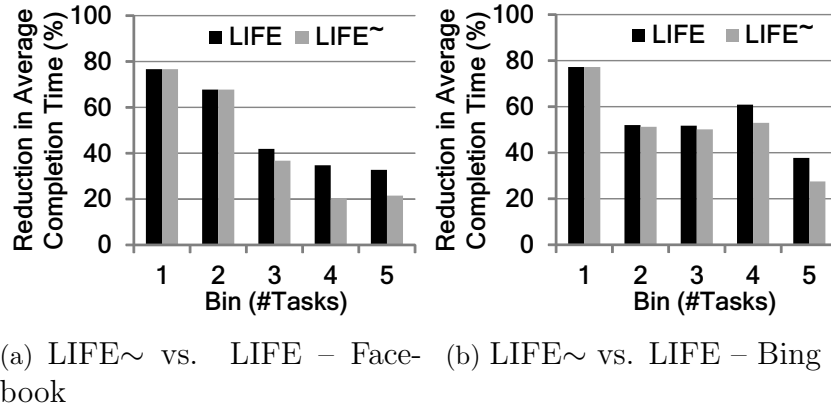 Reduction in Average
Completion Time (%)
100
80
60
40
20
0
LIFE
LIFE~
1 2 3 4 5
Bin (#Tasks)
Reduction in Average
Completion Time (%)
100
80
60
40
20
0
LIFE
LIFE~
1 2 3 4 5
Bin (#Tasks)
(a) LIFE∼ vs. LIFE – Face-
book
(b) LIFE∼ vs. LIFE – Bing